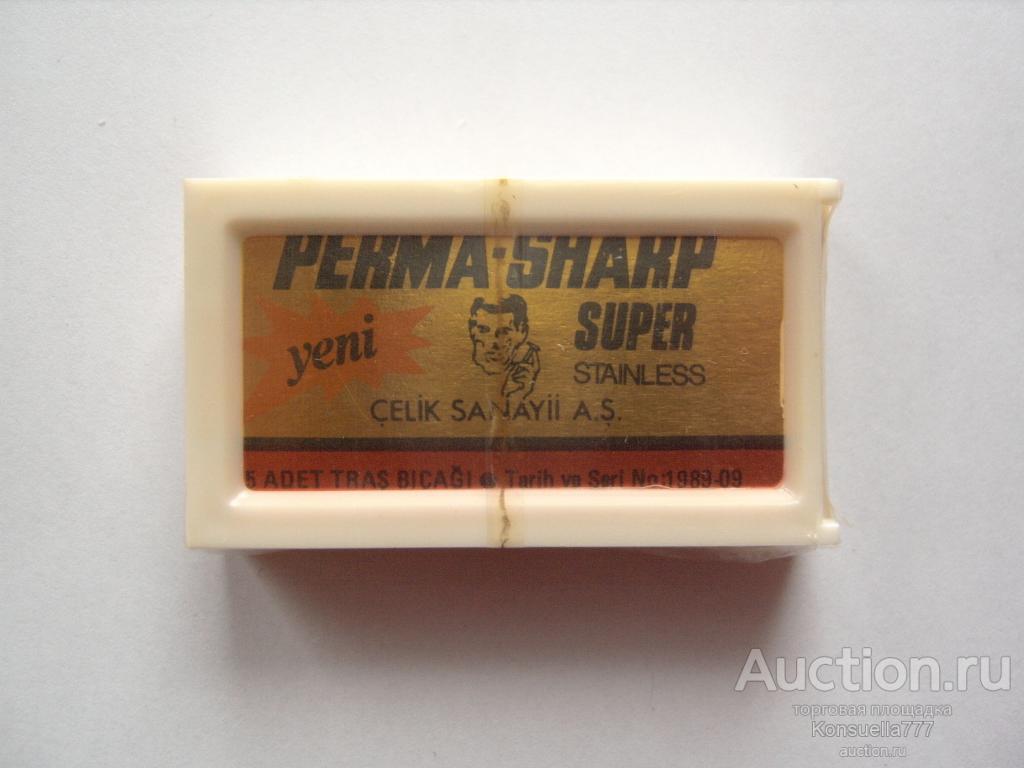 PERMA-SHARP
yeni
SUPER
STAINLESS
ÇELİK SANAYİİ A.Ş.
5 ADET TRAŞ BIÇAĞI ● Tarih ve Seri No:1989-09
Auction.ru
торговая площадка
Konsuella777
auction.ru